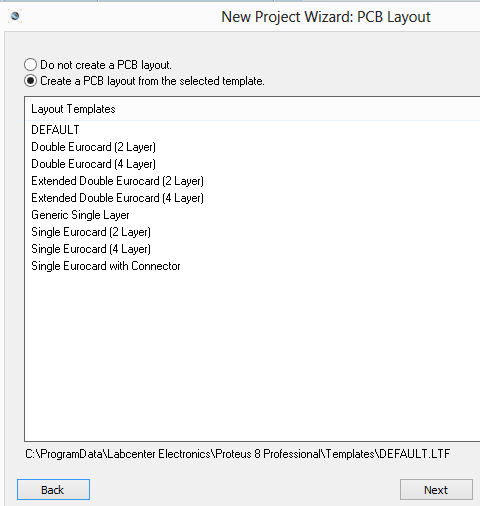 New Project Wizard: PCB Layout
Do not create a PCB layout.
Create a PCB layout from the selected template.
Layout Templates
DEFAULT
Double Eurocard (2 Layer)
Double Eurocard (4 Layer)
Extended Double Eurocard (2 Layer)
Extended Double Eurocard (4 Layer)
Generic Single Layer
Single Eurocard (2 Layer)
Single Eurocard (4 Layer)
Single Eurocard with Connector
C:\ProgramData\Labcenter Electronics\Proteus 8 Professional\Templates\DEFAULT.LTF
Back
Next